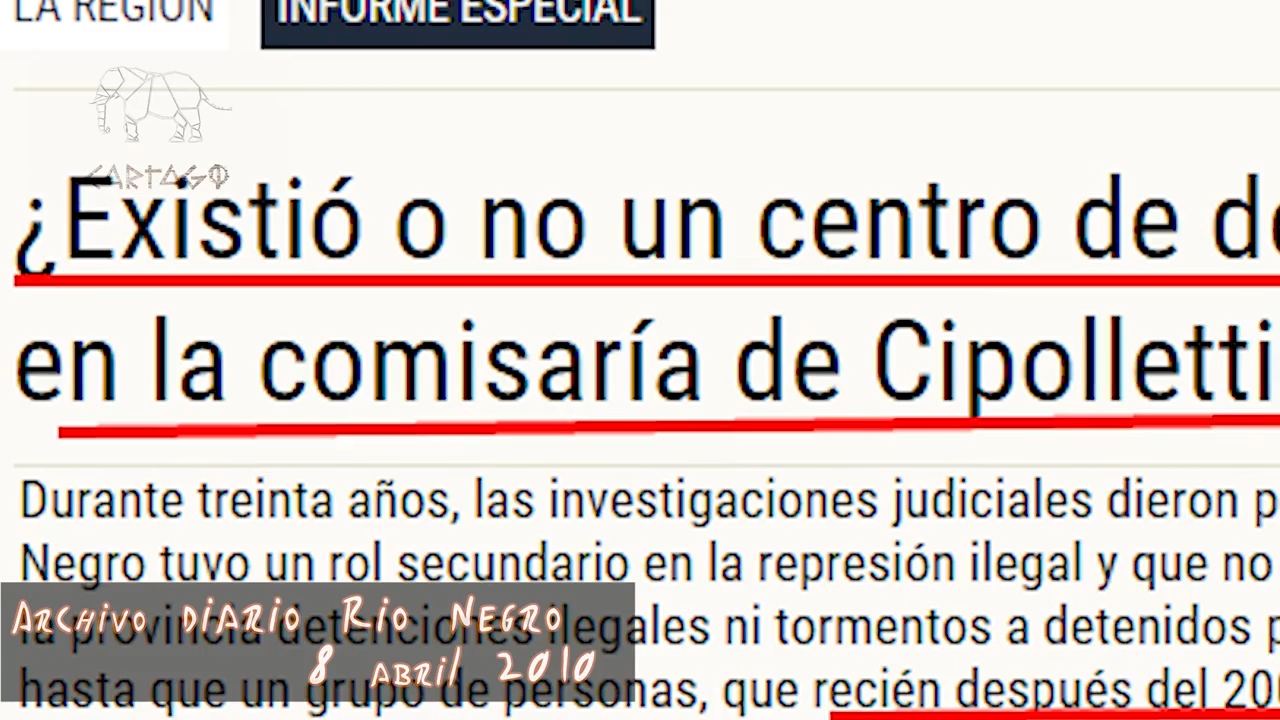 LA REGIÓN INFORME ESPECIAL
CARTAGO
¿Existió o no un centro de
en la comisaría de Cipolletti
Durante treinta años, las investigaciones judiciales dieron
Negro tuvo un rol secundario en la represión ilegal y que no
la provincia detenciones ilegales ni tormentos a detenidos
Archivo diario Rio Negro
8 abril 2010
hasta que un grupo de personas, que recién después del